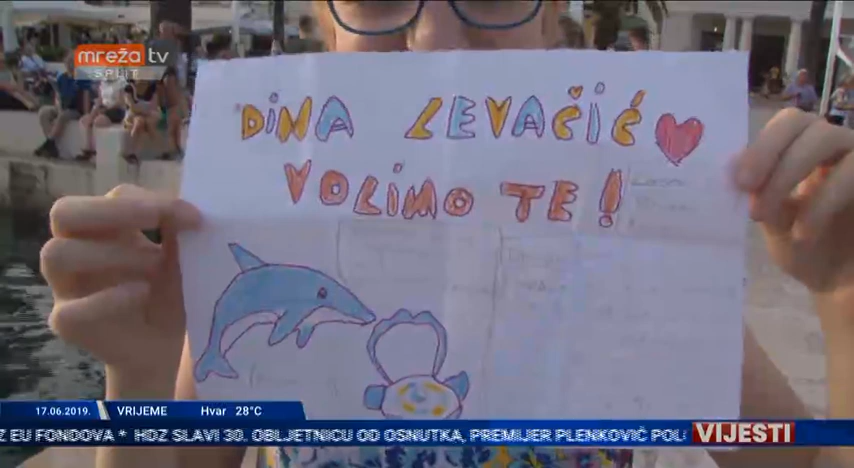 mreža tv
SPLIT
DINA LEVAČIĆ
VOLIMO TE!
17.06.2019.
VRIJEME
Hvar 28°C
Z EU FONDOVA * HDZ SLAVI 30. OBLJETNICU OD OSNUTKA, PREMIJER PLENKOVIĆ
VIJESTI